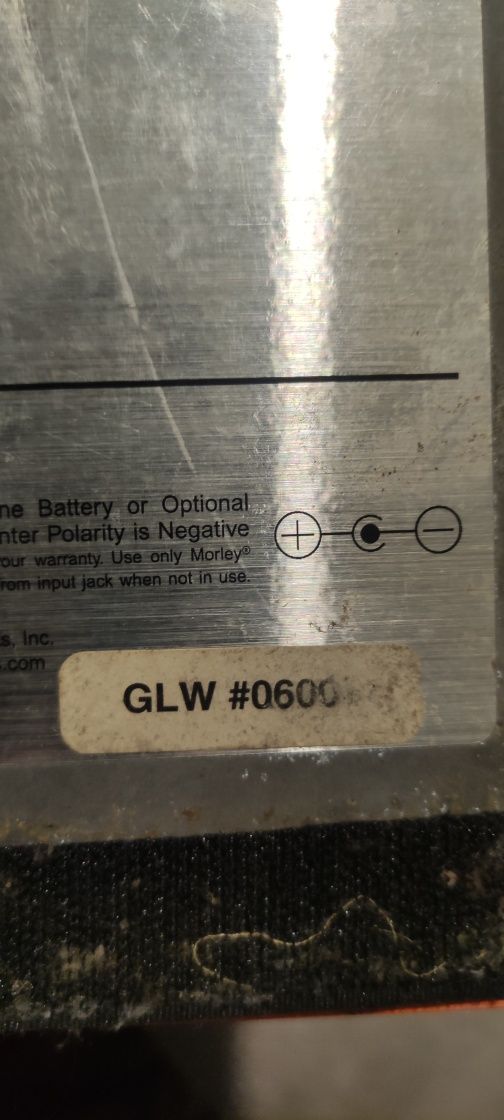 ne Battery or Optional
nter Polarity is Negative
our warranty. Use only Morley®
rom input jack when not in use.
s, Inc.
s.com
GLW #0600